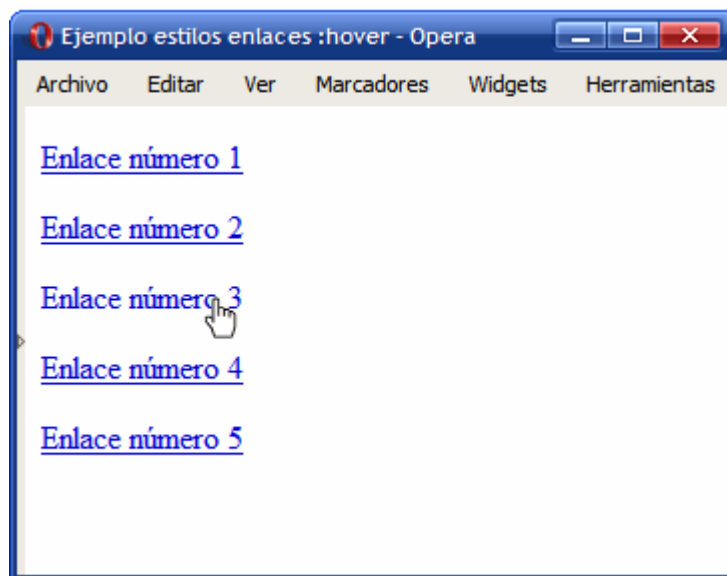 Ejemplo estilos enlaces :hover - Opera
Archivo Editar Ver Marcadores Widgets Herramientas
Enlace número 1
Enlace número 2
Enlace número 3
Enlace número 4
Enlace número 5